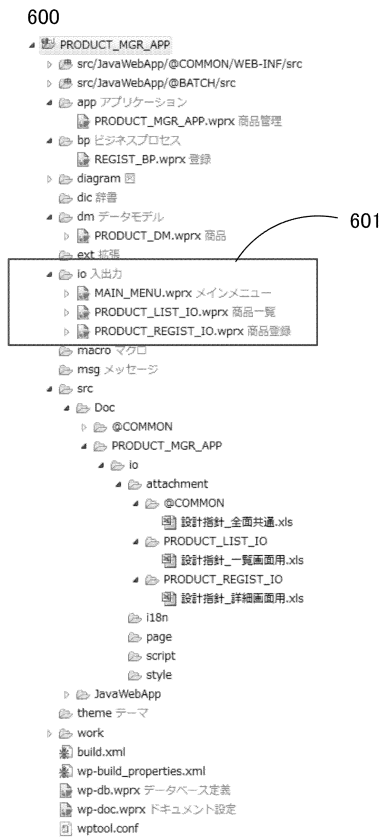 600
PRODUCT_MGR_APP
src/JavaWebApp/@COMMON/WEB-INF/src
src/JavaWebApp/@BATCH/src
app アプリケーション
PRODUCT_MGR_APP.wprx 商品管理
bp ビジネスプロセス
REGIST_BP.wprx 登録
diagram 図
dic 辞書
dm データモデル
PRODUCT_DM.wprx 商品
601
ext 拡張
io 入出力
MAIN_MENU.wprx メインメニュー
PRODUCT_LIST_IO.wprx 商品一覧
PRODUCT_REGIST_IO.wprx 商品登録
macro マクロ
msg メッセージ
src
Doc
@COMMON
PRODUCT_MGR_APP
io
attachment
@COMMON
設計指針_全面共通.xls
PRODUCT_LIST_IO
設計指針_一覧画面用.xls
PRODUCT_REGIST_IO
設計指針_詳細画面用.xls
i18n
page
script
style
JavaWebApp
theme テーマ
work
build.xml
wp-build_properties.xml
wp-db.wprx データベース定義
wp-doc.wprx ドキュメント設定
wptool.conf